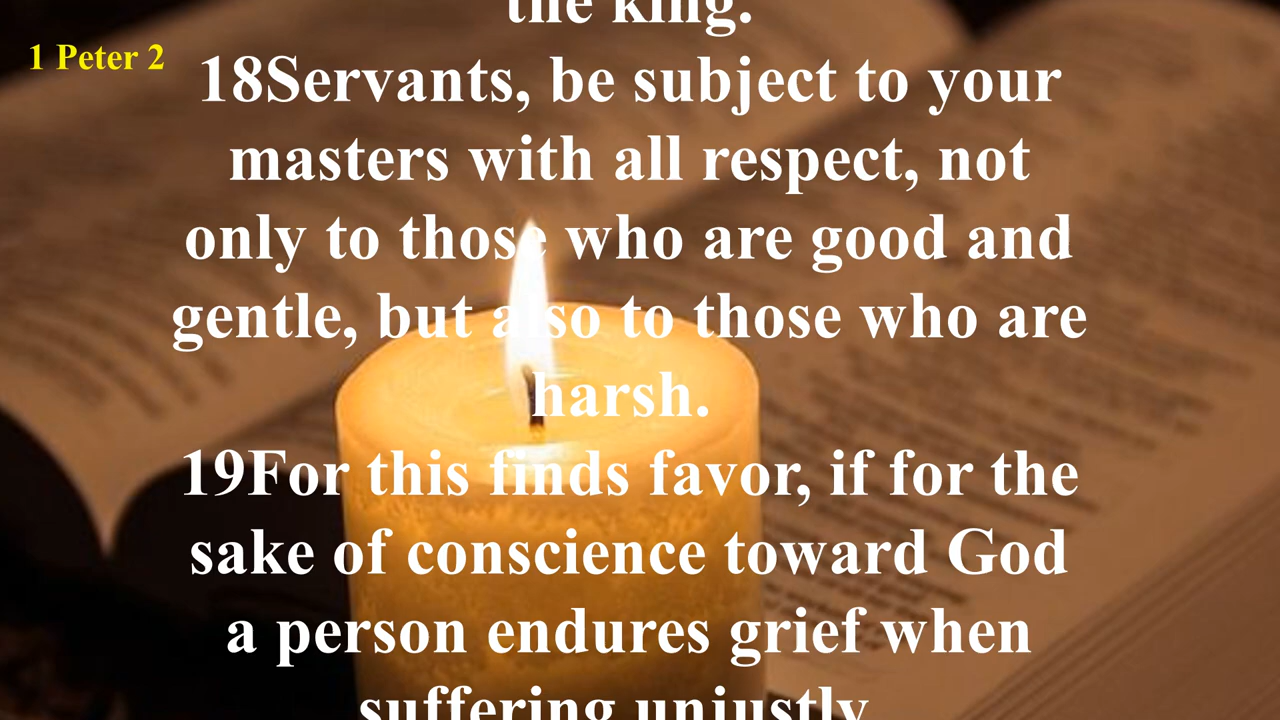 the king.
1 Peter 2
18Servants, be subject to your
masters with all respect, not
only to those who are good and
gentle, but also to those who are
harsh.
19For this finds favor, if for the
sake of conscience toward God
a person endures grief when
suffering unjustly